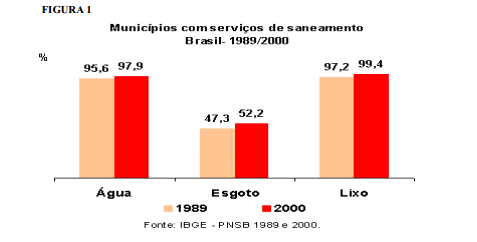 FIGURA 1
Municípios com serviços de saneamento
Brasil- 1989/2000
%
95,6 97,9 47,3 52,2 97,2 99,4
Água Esgoto Lixo
1989 2000
Fonte: IBGE - PNSB 1989 e 2000.